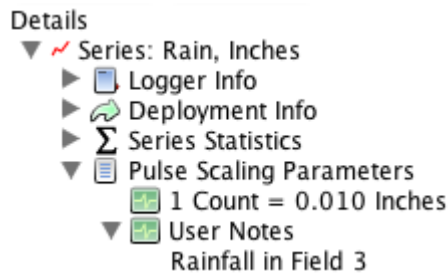 Details
Series: Rain, Inches
Logger Info
Deployment Info
Series Statistics
Pulse Scaling Parameters
1 Count = 0.010 Inches
User Notes
Rainfall in Field 3